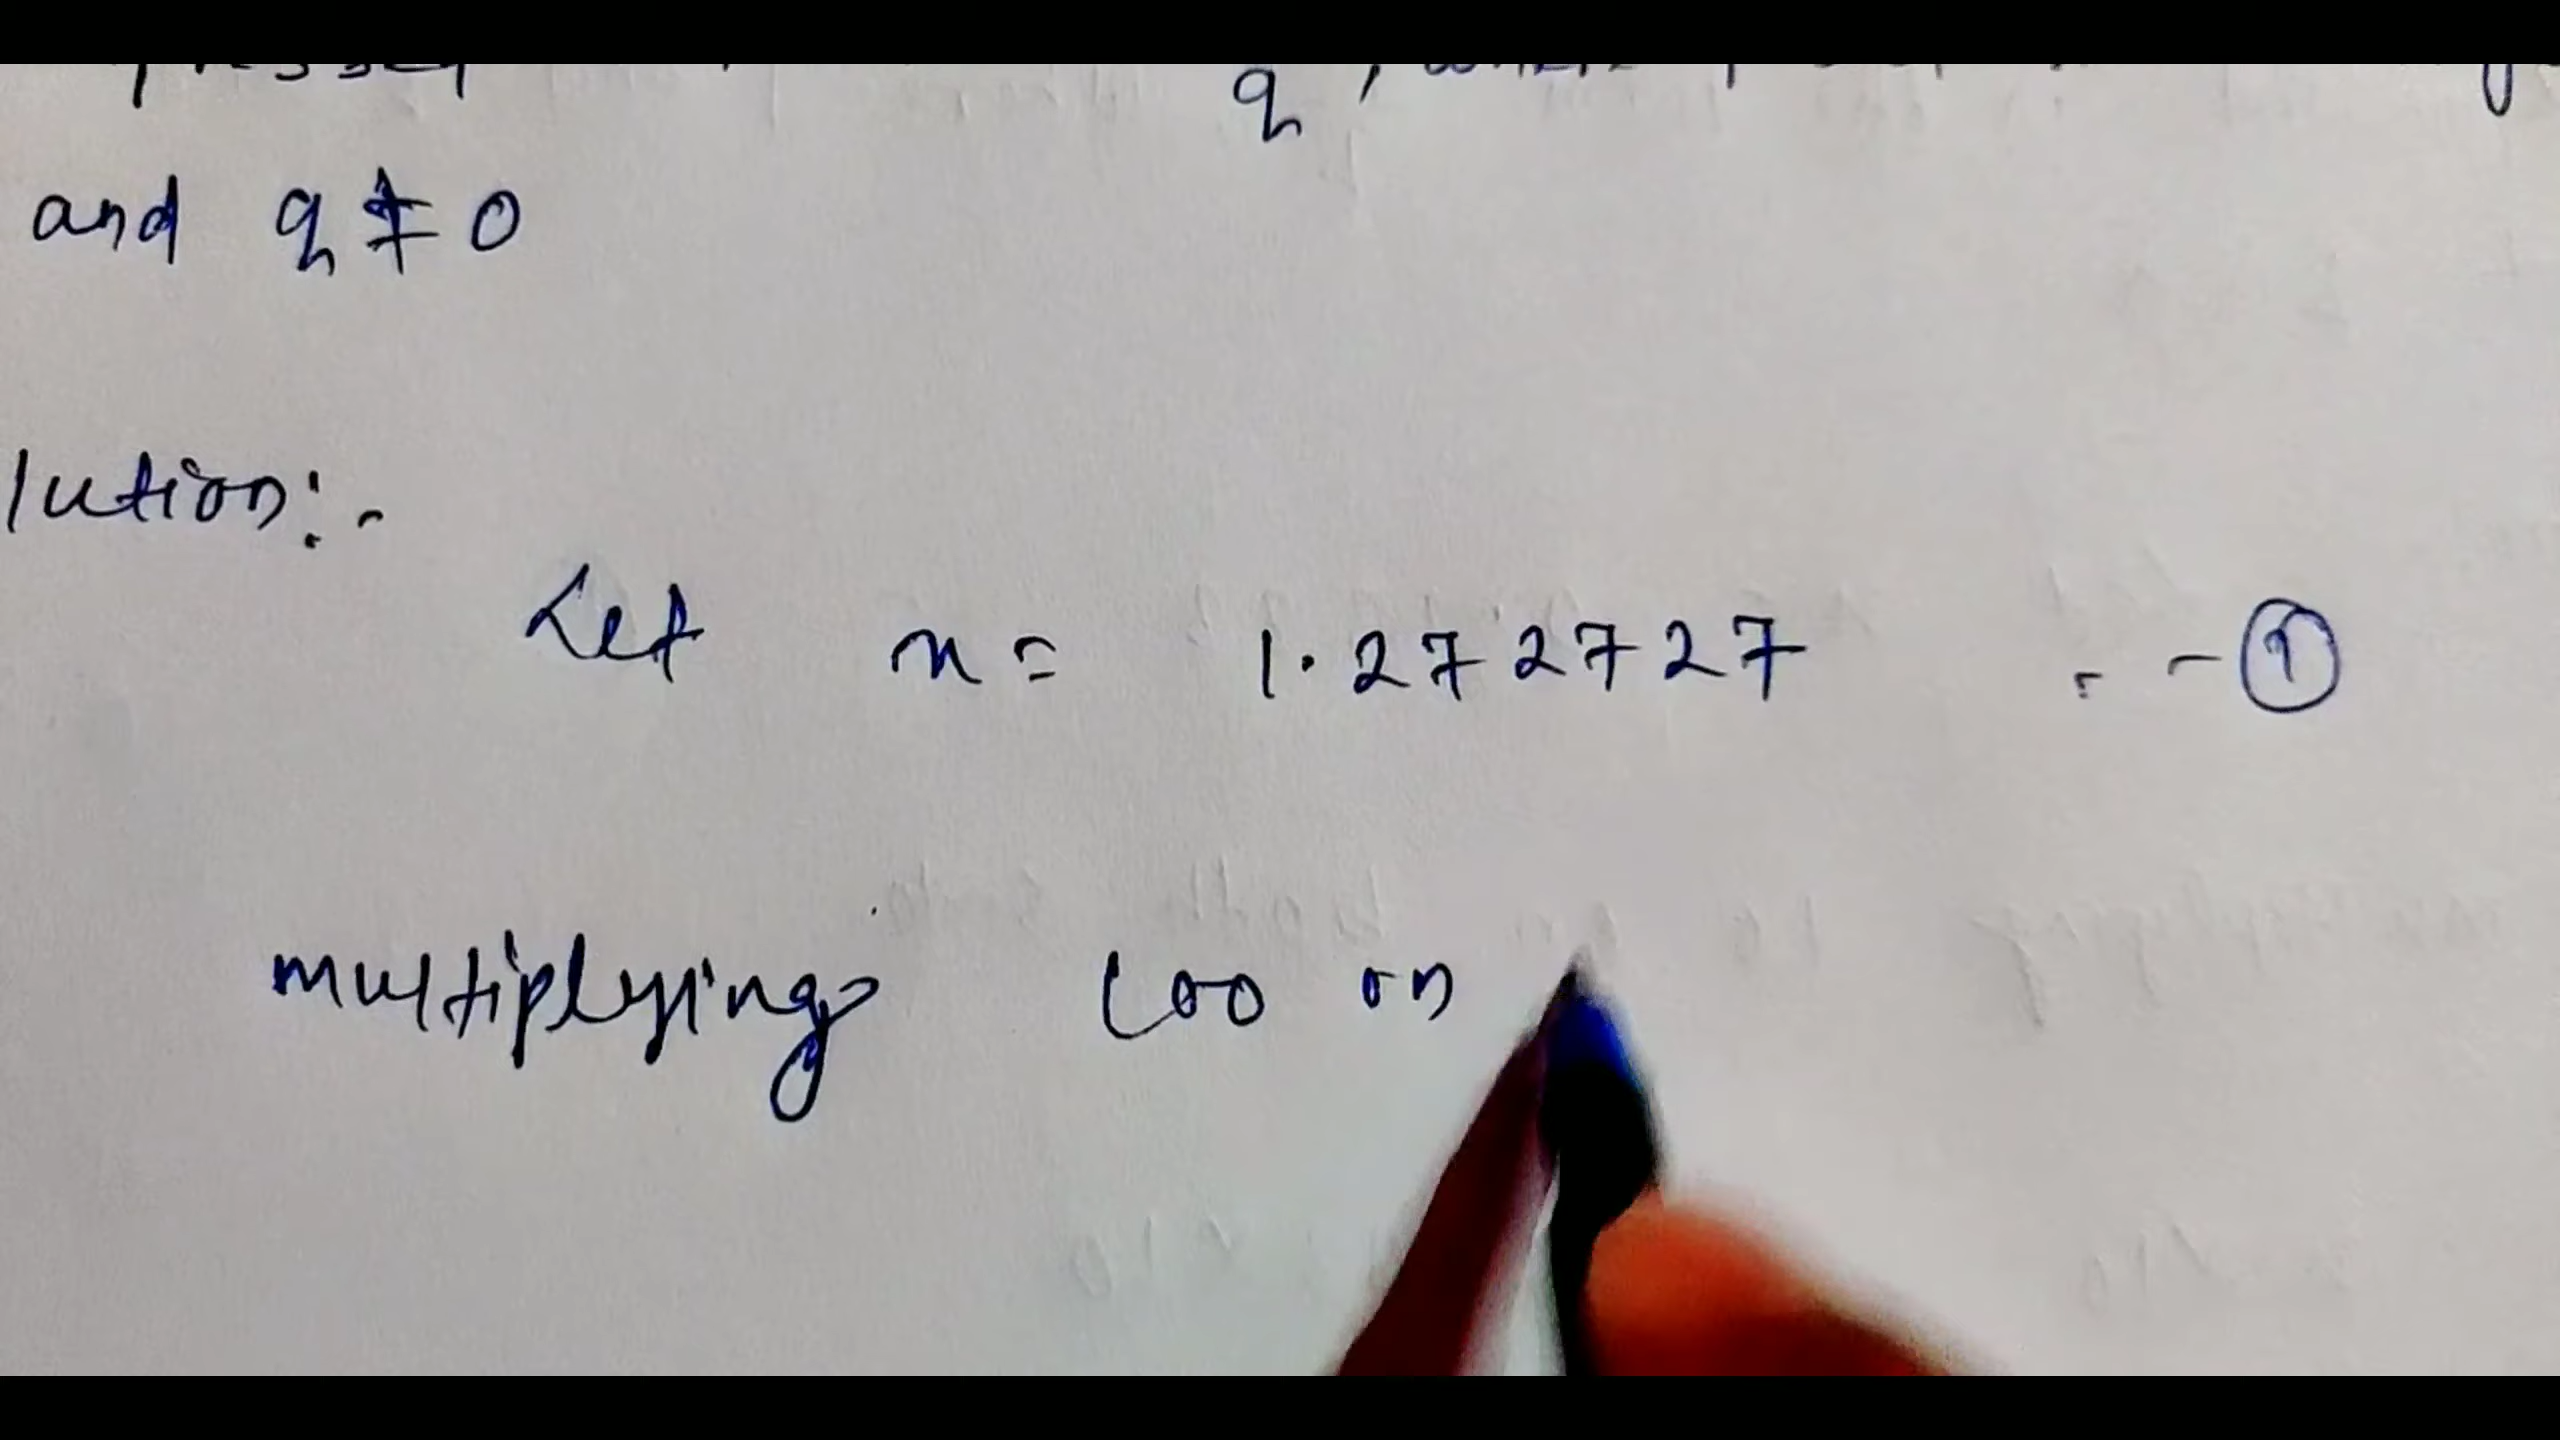 q
and q ≠ 0
lution:-
Let x = 1.272727 - - ①
multiplying 100 on